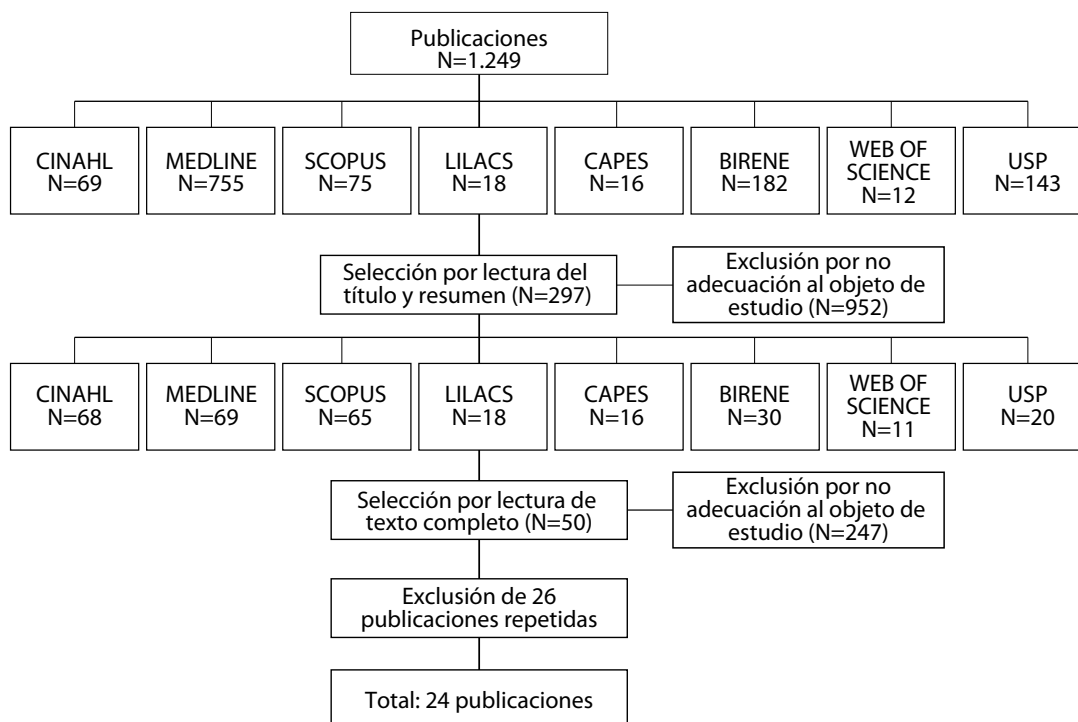 Publicaciones
N=1.249
CINAHL
N=69
MEDLINE
N=755
SCOPUS
N=75
LILACS
N=18
CAPES
N=16
BIRENE
N=182
WEB OF
SCIENCE
N=12
USP
N=143
Selección por lectura del
título y resumen (N=297)
Exclusión por no
adecuación al objeto de
estudio (N=952)
CINAHL
N=68
MEDLINE
N=69
SCOPUS
N=65
LILACS
N=18
CAPES
N=16
BIRENE
N=30
WEB OF
SCIENCE
N=11
USP
N=20
Selección por lectura de
texto completo (N=50)
Exclusión por no
adecuación al objeto de
estudio (N=247)
Exclusión de 26
publicaciones repetidas
Total: 24 publicaciones